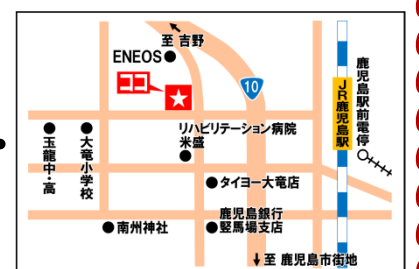 至 吉野
ENEOS
ココ
10
鹿児島駅前電停
JR鹿児島駅
玉龍中・高
大竜小学校
リハビリテーション病院
米盛
タイヨー大竜店
南州神社
鹿児島銀行
竪馬場支店
至 鹿児島市街地